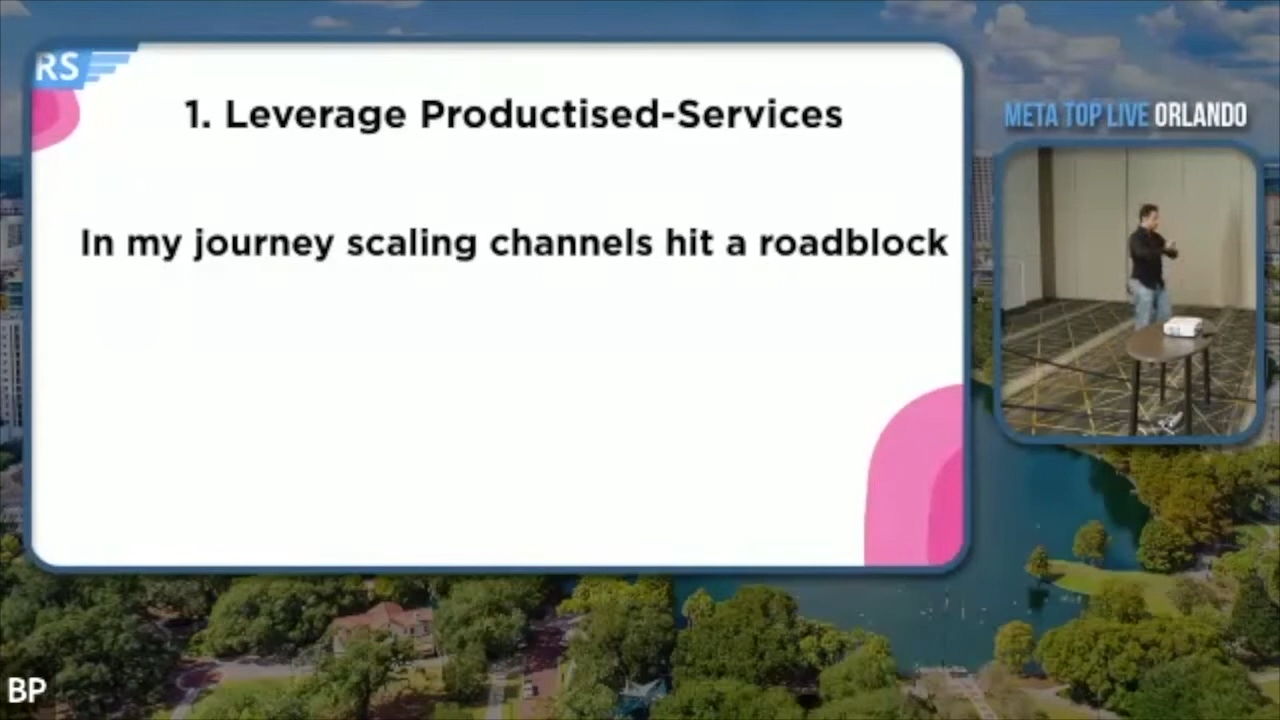 RS
1. Leverage Productised-Services
META TOP LIVE ORLANDO
In my journey scaling channels hit a roadblock
BP